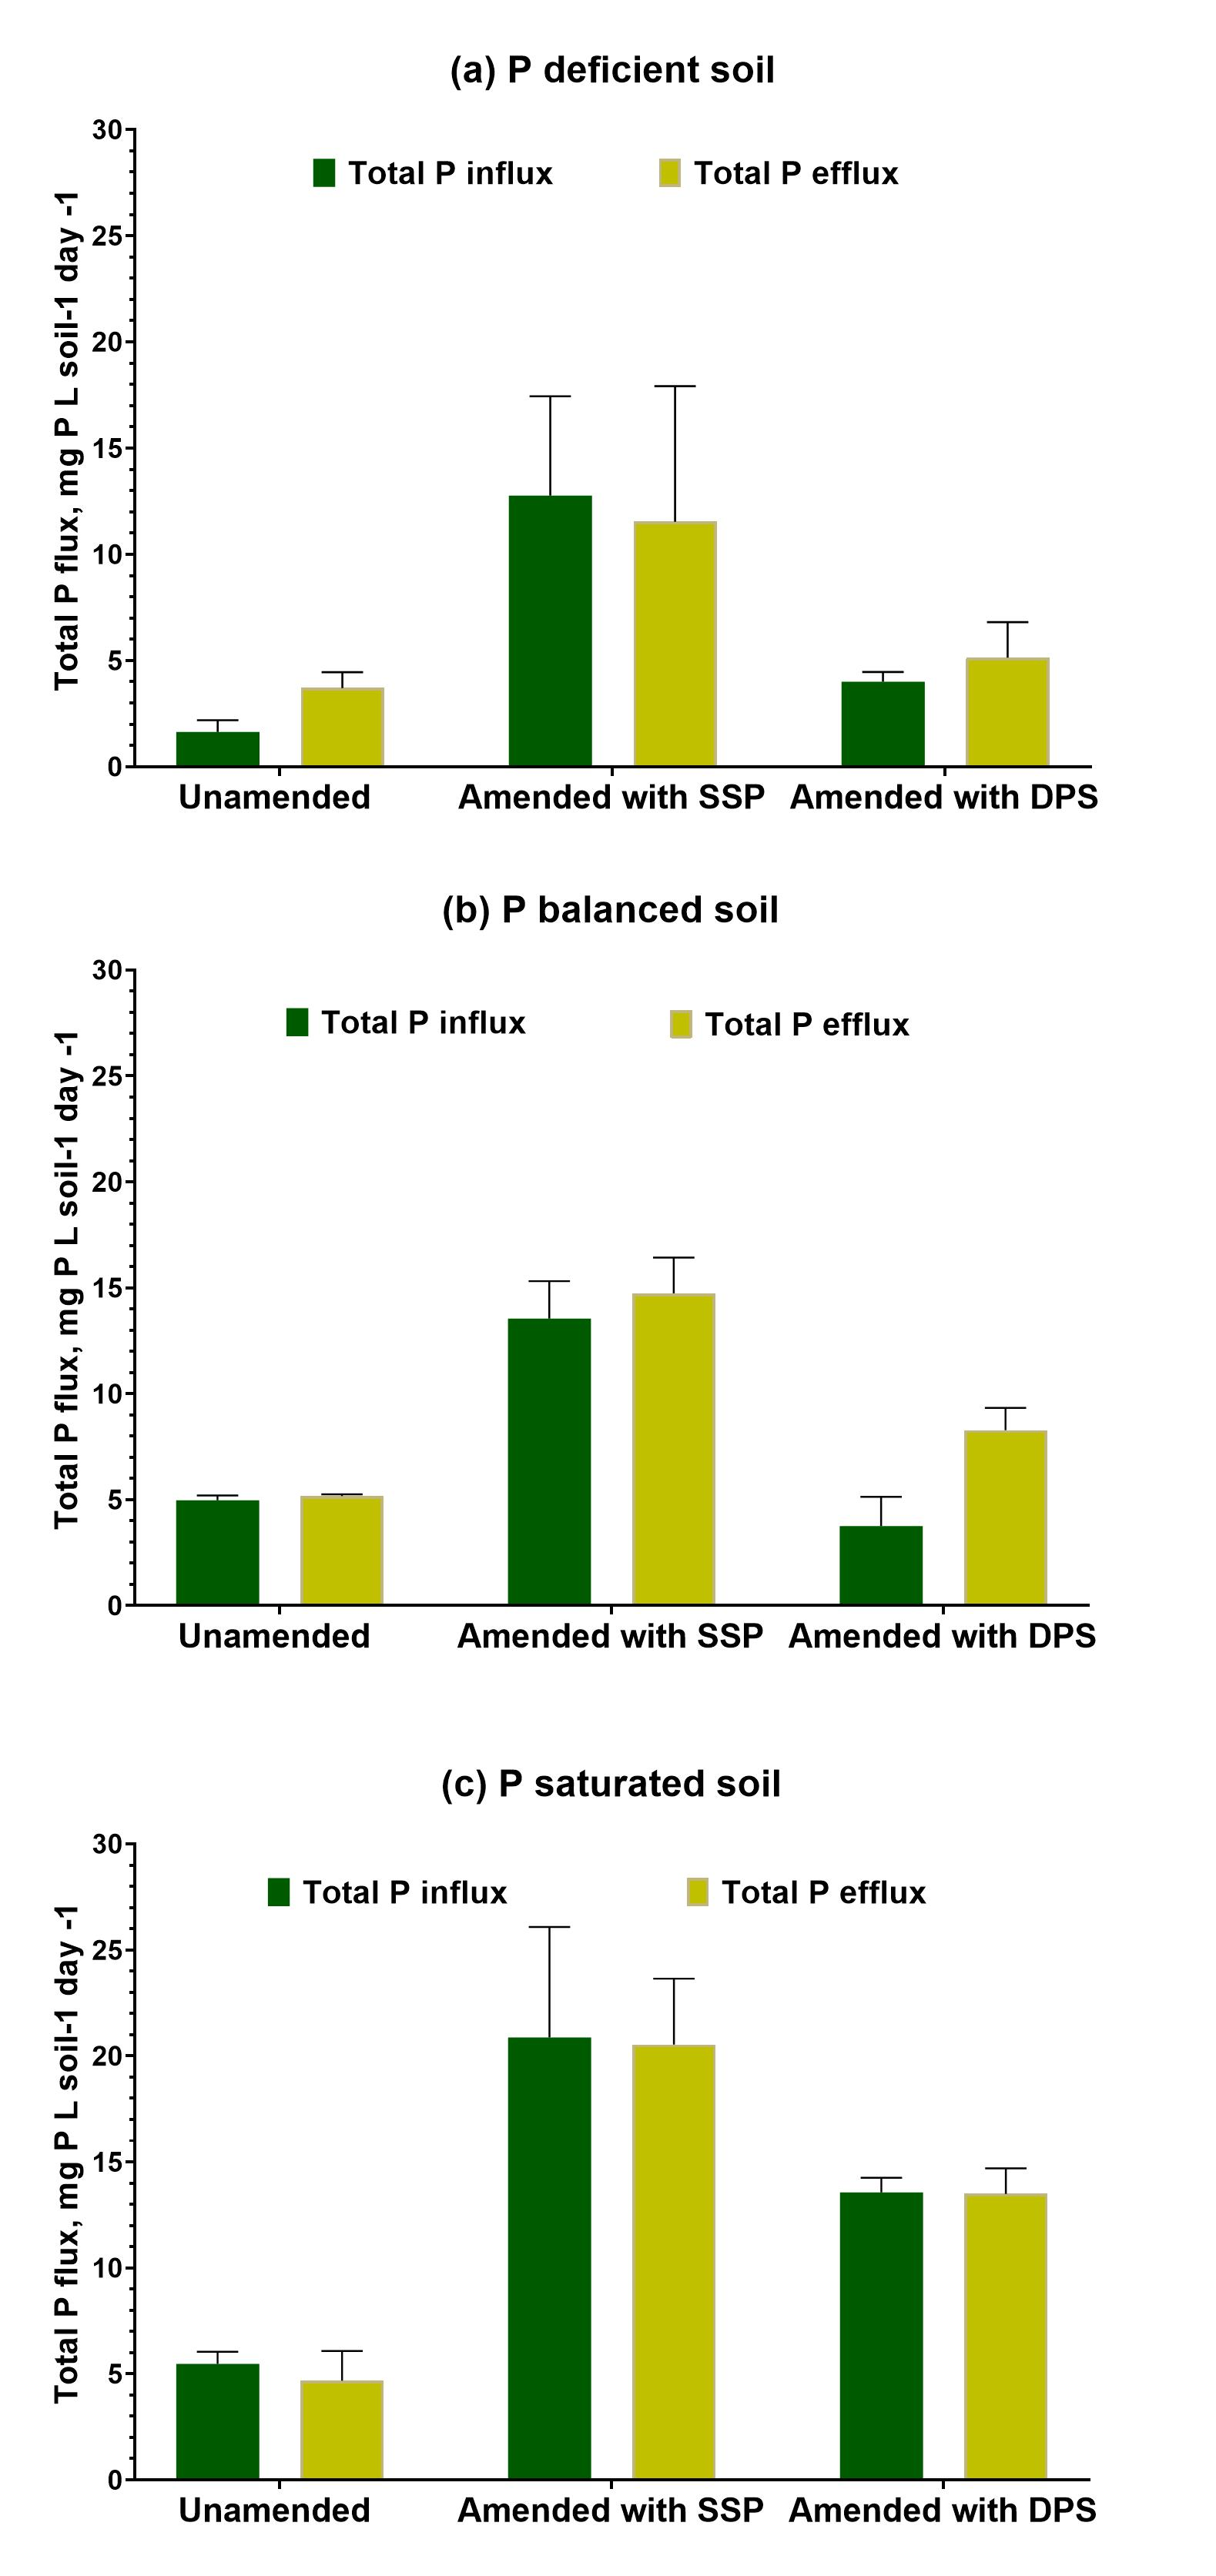 (a) P deficient soil
Total P flux, mg P L soil-1 day -1
30
Total P influx Total P efflux
25
20
15
10
5
0
Unamended Amended with SSP Amended with DPS
(b) P balanced soil
Total P flux, mg P L soil-1 day -1
30
Total P influx Total P efflux
25
20
15
10
5
0
Unamended Amended with SSP Amended with DPS
(c) P saturated soil
Total P flux, mg P L soil-1 day -1
30
Total P influx Total P efflux
25
20
15
10
5
0
Unamended Amended with SSP Amended with DPS